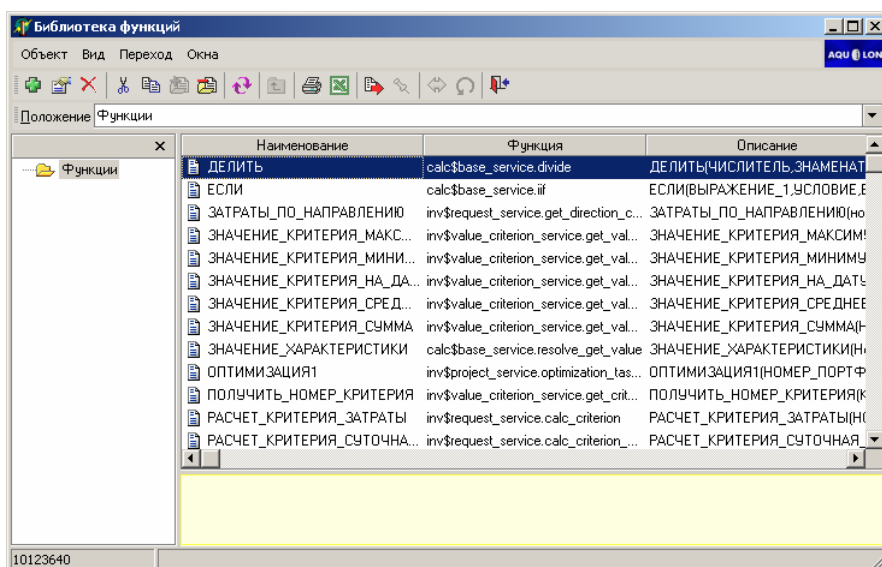 Библиотека функций
Объект Вид Переход Окна
AQU LON
Положение Функции
Наименование Функция Описание
Функции
ДЕЛИТЬ calc$base_service.divide ДЕЛИТЬ(ЧИСЛИТЕЛЬ,ЗНАМЕНАТ
ЕСЛИ calc$base_service.iif ЕСЛИ(ВЫРАЖЕНИЕ_1,УСЛОВИЕ,
ЗАТРАТЫ_ПО_НАПРАВЛЕНИЮ inv$request_service.get_direction_c... ЗАТРАТЫ_ПО_НАПРАВЛЕНИЮ(но
ЗНАЧЕНИЕ_КРИТЕРИЯ_МАКС... inv$value_criterion_service.get_val... ЗНАЧЕНИЕ_КРИТЕРИЯ_МАКСИМ
ЗНАЧЕНИЕ_КРИТЕРИЯ_МИНИ... inv$value_criterion_service.get_val... ЗНАЧЕНИЕ_КРИТЕРИЯ_МИНИМУ
ЗНАЧЕНИЕ_КРИТЕРИЯ_НА_ДА... inv$value_criterion_service.get_val... ЗНАЧЕНИЕ_КРИТЕРИЯ_НА_ДАТУ
ЗНАЧЕНИЕ_КРИТЕРИЯ_СРЕД... inv$value_criterion_service.get_val... ЗНАЧЕНИЕ_КРИТЕРИЯ_СРЕДНЕЕ
ЗНАЧЕНИЕ_КРИТЕРИЯ_СУММА inv$value_criterion_service.get_val... ЗНАЧЕНИЕ_КРИТЕРИЯ_СУММА(Н
ЗНАЧЕНИЕ_ХАРАКТЕРИСТИКИ calc$base_service.resolve_get_value ЗНАЧЕНИЕ_ХАРАКТЕРИСТИКИ(Н
ОПТИМИЗАЦИЯ1 inv$project_service.optimization_tas... ОПТИМИЗАЦИЯ1(НОМЕР_ПОРТФ
ПОЛУЧИТЬ_НОМЕР_КРИТЕРИЯ inv$value_criterion_service.get_crit... ПОЛУЧИТЬ_НОМЕР_КРИТЕРИЯ(К
РАСЧЕТ_КРИТЕРИЯ_ЗАТРАТЫ inv$request_service.calc_criterion РАСЧЕТ_КРИТЕРИЯ_ЗАТРАТЫ(Н
РАСЧЕТ_КРИТЕРИЯ_СУТОЧНА... inv$request_service.calc_criterion_... РАСЧЕТ_КРИТЕРИЯ_СУТОЧНАЯ_
10123640